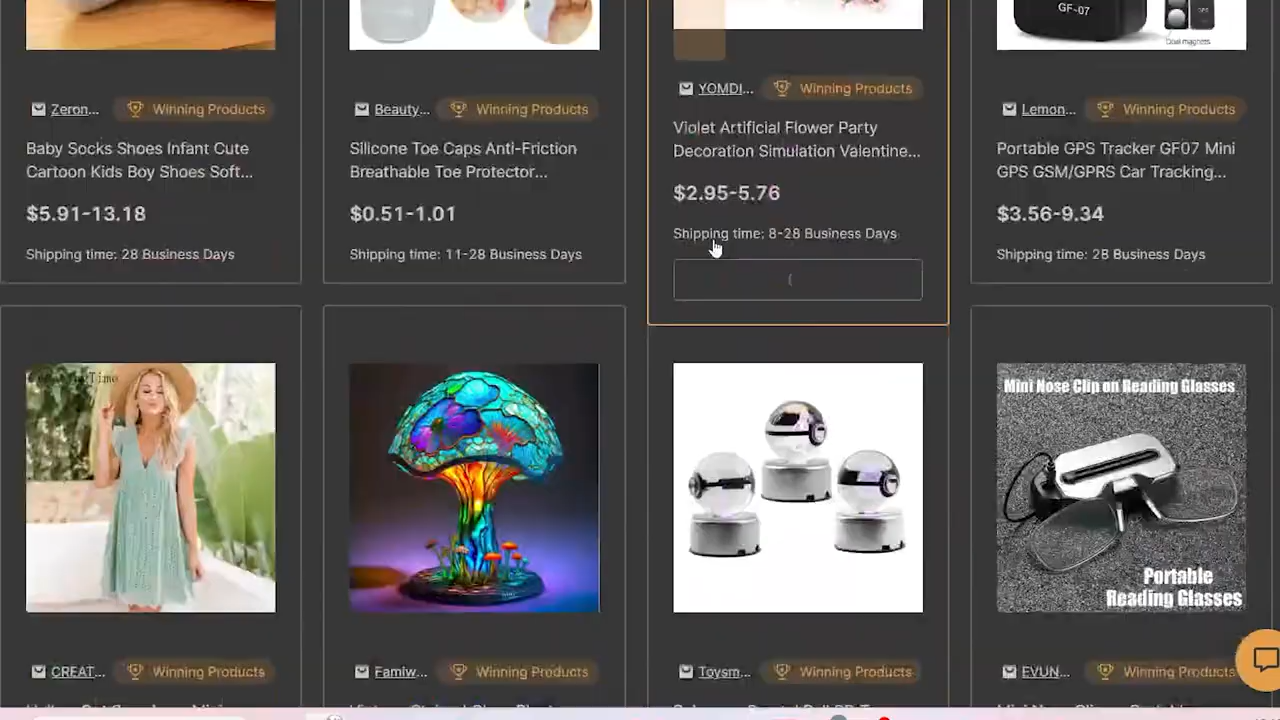 GF-07
Dual magnets
Zeron...
Winning Products
Beauty...
Winning Products
YOMDI...
Winning Products
Lemon...
Winning Products
Baby Socks Shoes Infant Cute
Cartoon Kids Boy Shoes Soft...
$5.91-13.18
Shipping time: 28 Business Days
Silicone Toe Caps Anti-Friction
Breathable Toe Protector...
$0.51-1.01
Shipping time: 11-28 Business Days
Violet Artificial Flower Party
Decoration Simulation Valentine...
$2.95-5.76
Shipping time: 8-28 Business Days
Portable GPS Tracker GF07 Mini
GPS GSM/GPRS Car Tracking...
$3.56-9.34
Shipping time: 28 Business Days
Mini Nose Clip on Reading Glasses
Portable
Reading Glasses
CREAT...
Winning Products
Famiw...
Winning Products
Toysm...
Winning Products
EVUN...
Winning Products